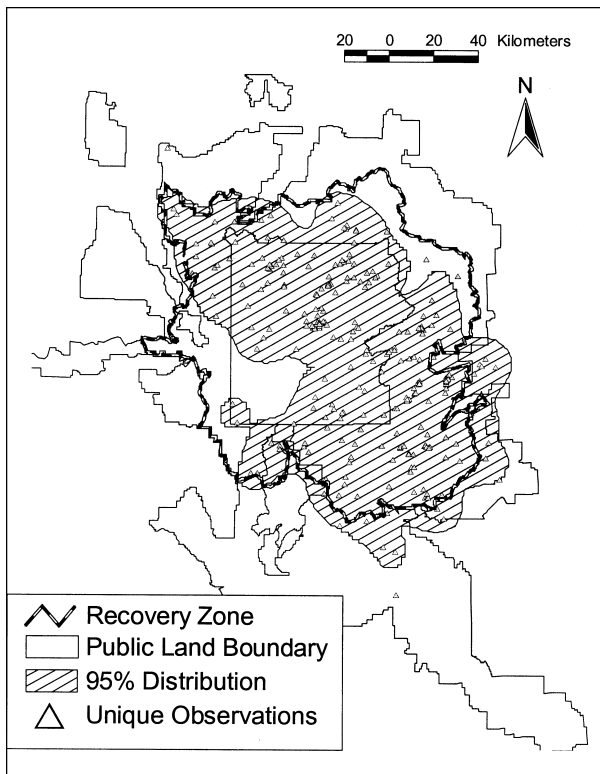 20 0 20 40 Kilometers
N
Recovery Zone
Public Land Boundary
95% Distribution
Unique Observations